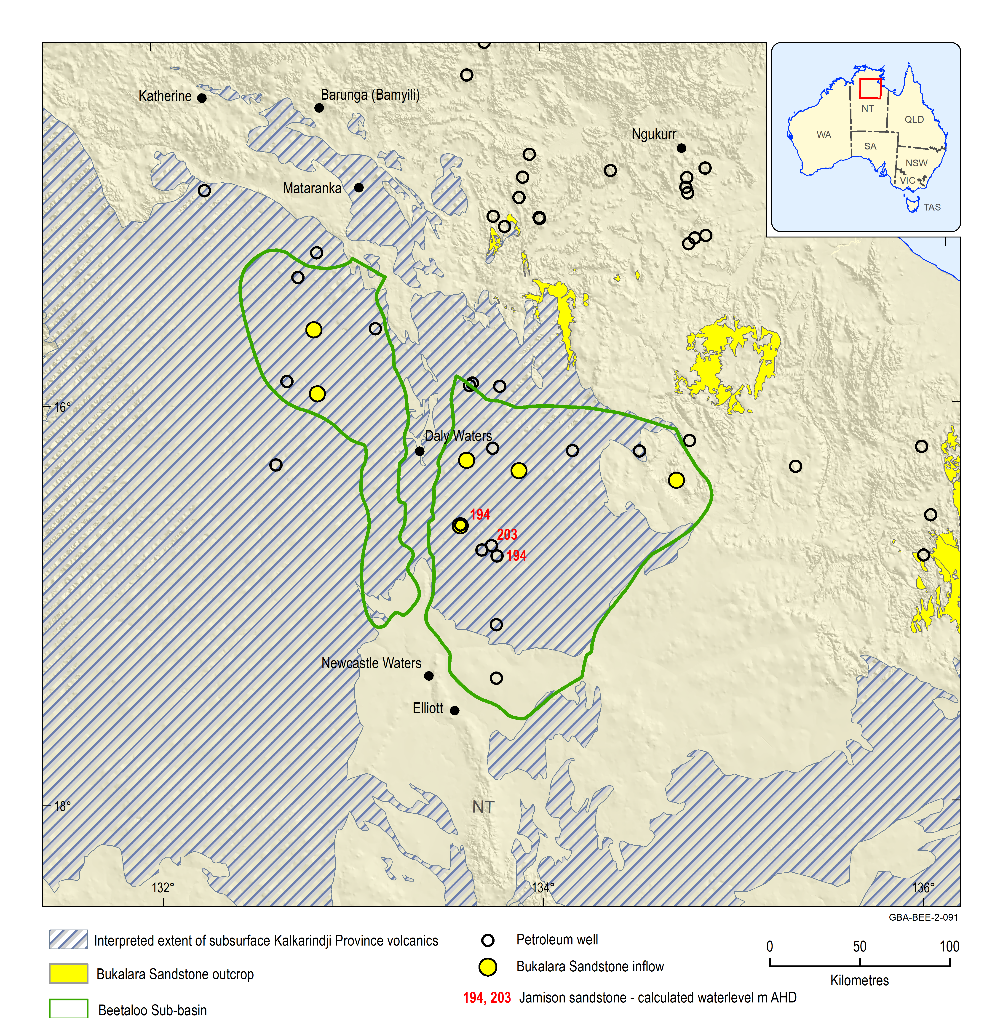 Katherine
Barunga (Bamyili)
Ngukurr
Mataranka
NT
QLD
WA
SA
NSW
VIC
TAS
16°
Daly Waters
194
203
194
Newcastle Waters
Elliott
NT
18°
132°
134°
136°
GBA-BEE-2-091
Interpreted extent of subsurface Kalkarindji Province volcanics
Bukalara Sandstone outcrop
Beetaloo Sub-basin
Petroleum well
Bukalara Sandstone inflow
194, 203 Jamison sandstone - calculated waterlevel m AHD
0 50 100
Kilometres